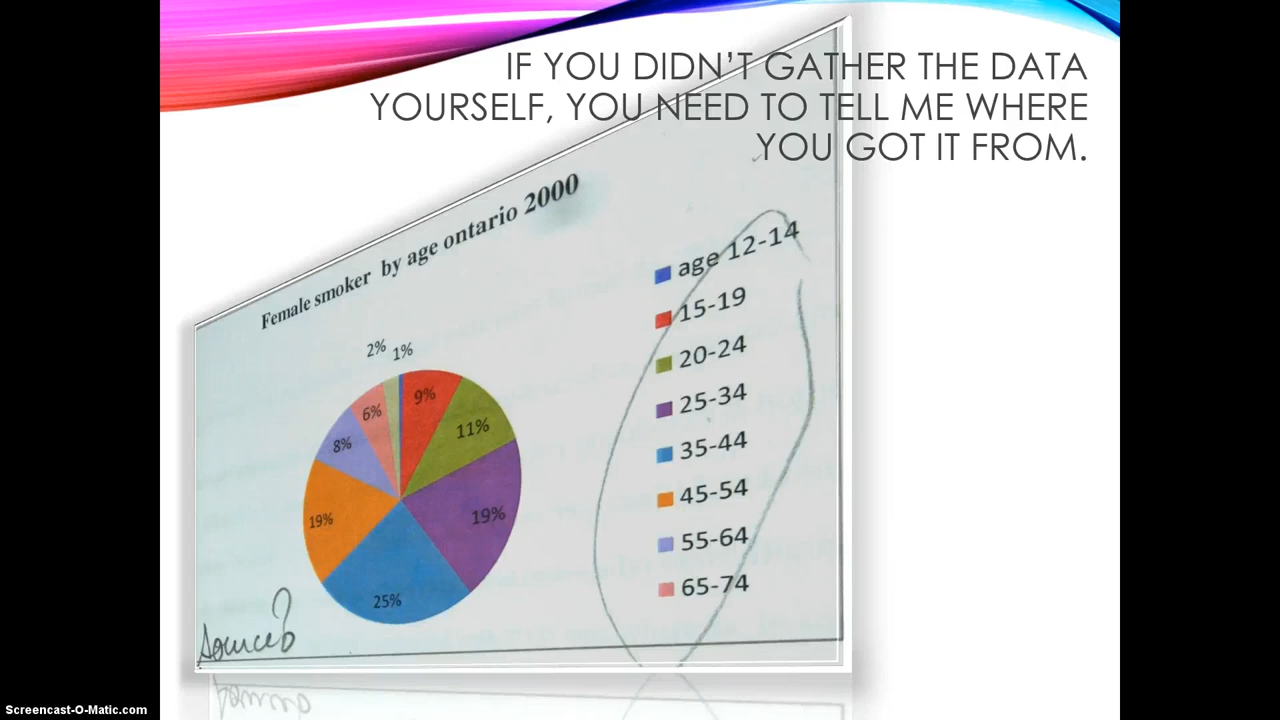 IF YOU DIDN'T GATHER THE DATA
YOURSELF, YOU NEED TO TELL ME WHERE
YOU GOT IT FROM.
Female smoker by age ontario 2000
2% 1%
9%
6%
11%
8%
19%
19%
25%
age 12-14
15-19
20-24
25-34
35-44
45-54
55-64
65-74
Source?
Screencast-O-Matic.com